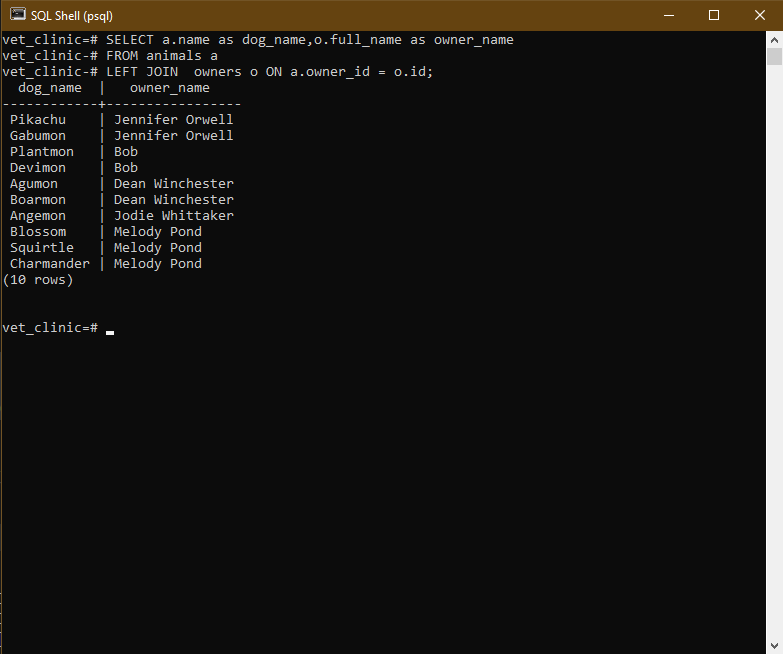 SQL Shell (psql)
vet_clinic=# SELECT a.name as dog_name,o.full_name as owner_name
vet_clinic-# FROM animals a
vet_clinic-# LEFT JOIN  owners o ON a.owner_id = o.id;
  dog_name  |   owner_name
------------+-----------------
 Pikachu    | Jennifer Orwell
 Gabumon    | Jennifer Orwell
 Plantmon   | Bob
 Devimon    | Bob
 Agumon     | Dean Winchester
 Boarmon    | Dean Winchester
 Angemon    | Jodie Whittaker
 Blossom    | Melody Pond
 Squirtle   | Melody Pond
 Charmander | Melody Pond
(10 rows)
vet_clinic=#